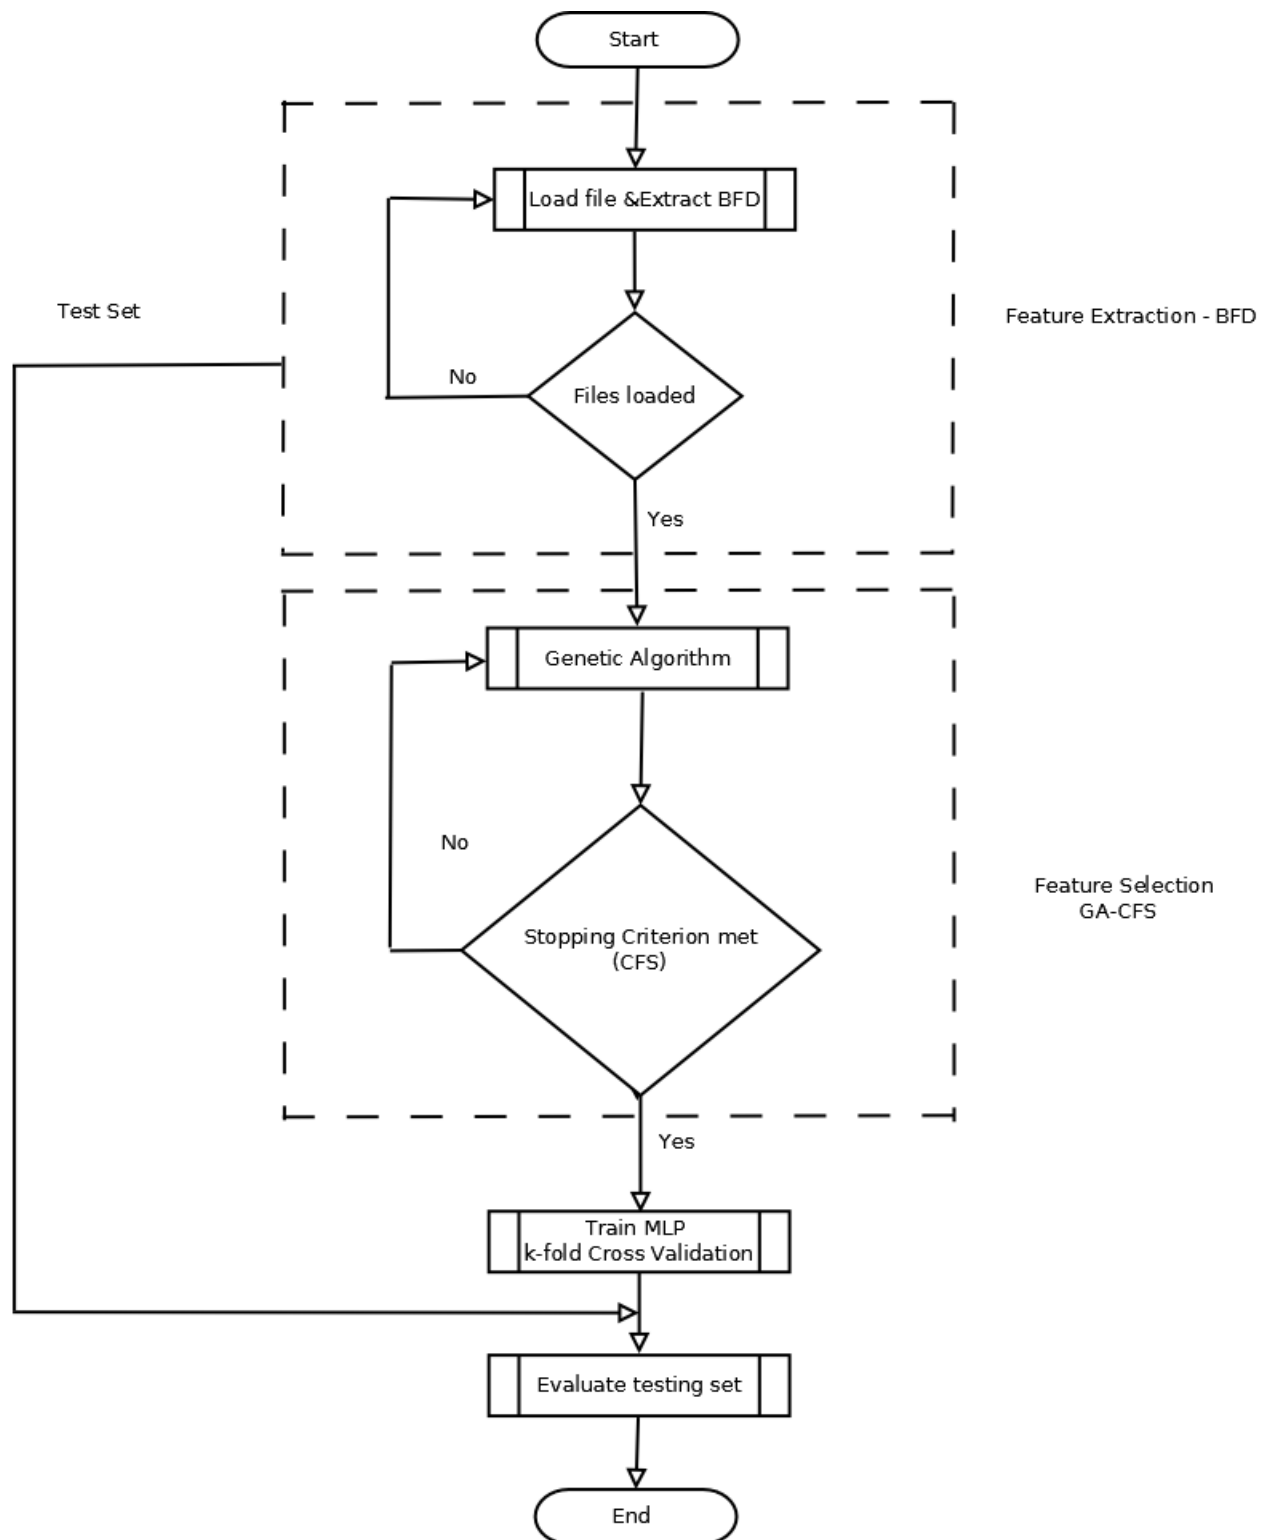 Start
Load file &Extract BFD
Test Set
Feature Extraction - BFD
No
Files loaded
Yes
Genetic Algorithm
No
Feature Selection
GA-CFS
Stopping Criterion met
(CFS)
Yes
Train MLP
k-fold Cross Validation
Evaluate testing set
End